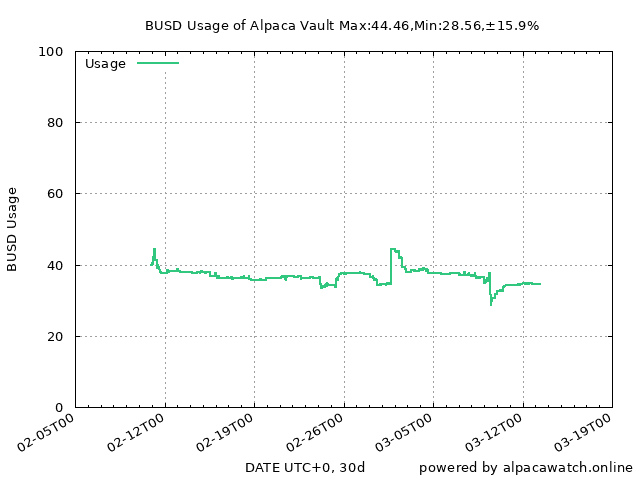 BUSD Usage of Alpaca Vault Max:44.46,Min:28.56,±15.9%
100
Usage
80
60
BUSD Usage
40
20
0
02-05T00 02-12T00 02-19T00 02-26T00 03-05T00 03-12T00 03-19T00
DATE UTC+0, 30d powered by alpacawatch.online